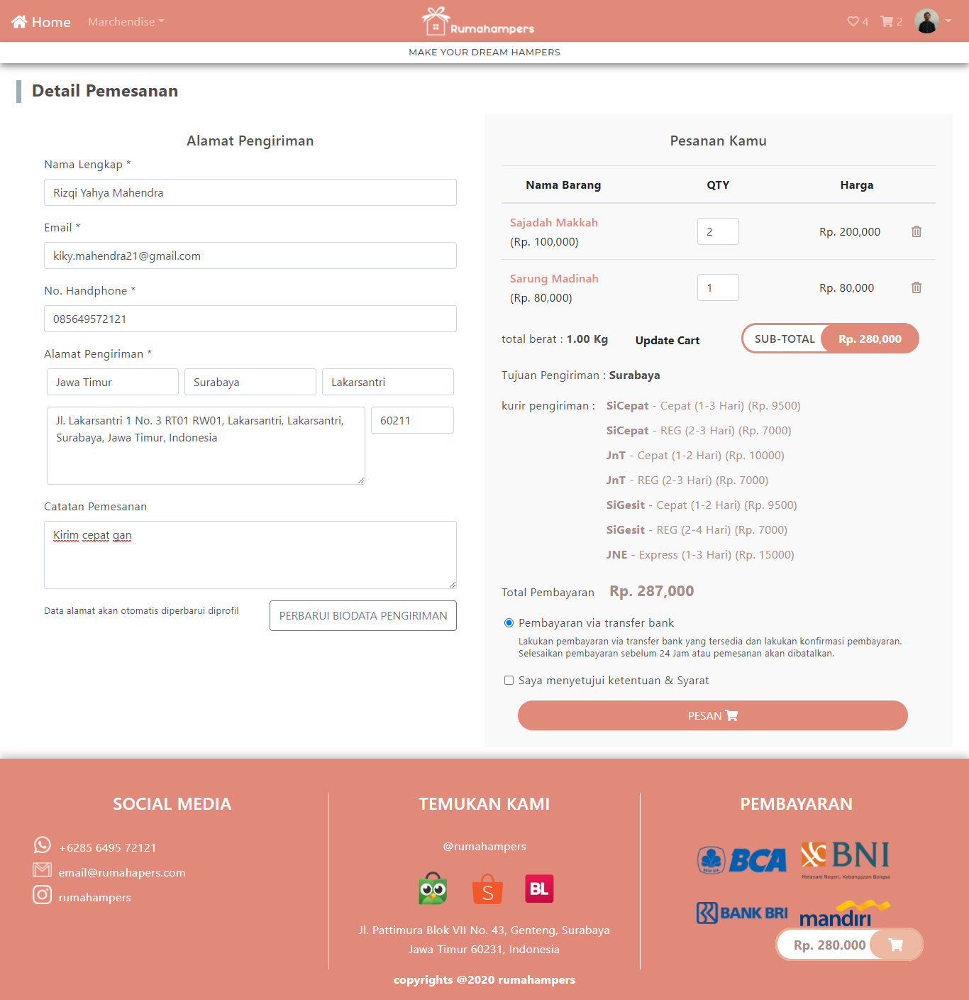 Home Marchendise Rumahampers 4 2
MAKE YOUR DREAM HAMPERS
Detail Pemesanan
Alamat Pengiriman
Nama Lengkap *
Rizqi Yahya Mahendra
Email *
kiky.mahendra21@gmail.com
No. Handphone *
085649572121
Alamat Pengiriman *
Jawa Timur Surabaya Lakarsantri
Jl. Lakarsantri 1 No. 3 RT01 RW01, Lakarsantri, Lakarsantri, 60211
Surabaya, Jawa Timur, Indonesia
Catatan Pemesanan
Kirim cepat gan
Data alamat akan otomatis diperbarui diprofil PERBARUI BIODATA PENGIRIMAN
Pesanan Kamu
Nama Barang QTY Harga
Sajadah Makkah
(Rp. 100,000) 2 Rp. 200,000
Sarung Madinah
(Rp. 80,000) 1 Rp. 80,000
total berat : 1.00 Kg Update Cart SUB-TOTAL Rp. 280,000
Tujuan Pengiriman : Surabaya
kurir pengiriman : SiCepat - Cepat (1-3 Hari) (Rp. 9500)
SiCepat - REG (2-3 Hari) (Rp. 7000)
JnT - Cepat (1-2 Hari) (Rp. 10000)
JnT - REG (2-3 Hari) (Rp. 7000)
SiGesit - Cepat (1-2 Hari) (Rp. 9500)
SiGesit - REG (2-4 Hari) (Rp. 7000)
JNE - Express (1-3 Hari) (Rp. 15000)
Total Pembayaran Rp. 287,000
Pembayaran via transfer bank
Lakukan pembayaran via transfer bank yang tersedia dan lakukan konfirmasi pembayaran.
Selesaikan pembayaran sebelum 24 Jam atau pemesanan akan dibatalkan.
Saya menyetujui ketentuan & Syarat
PESAN
SOCIAL MEDIA
+6285 6495 72121
email@rumahapers.com
rumahampers
TEMUKAN KAMI
@rumahampers
S BL
Jl. Pattimura Blok VII No. 43, Genteng, Surabaya
Jawa Timur 60231, Indonesia
PEMBAYARAN
BCA BNI
Melayani Negeri, Kebanggaan Bangsa
BANK BRI mandiri
Rp. 280.000
copyrights @2020 rumahampers